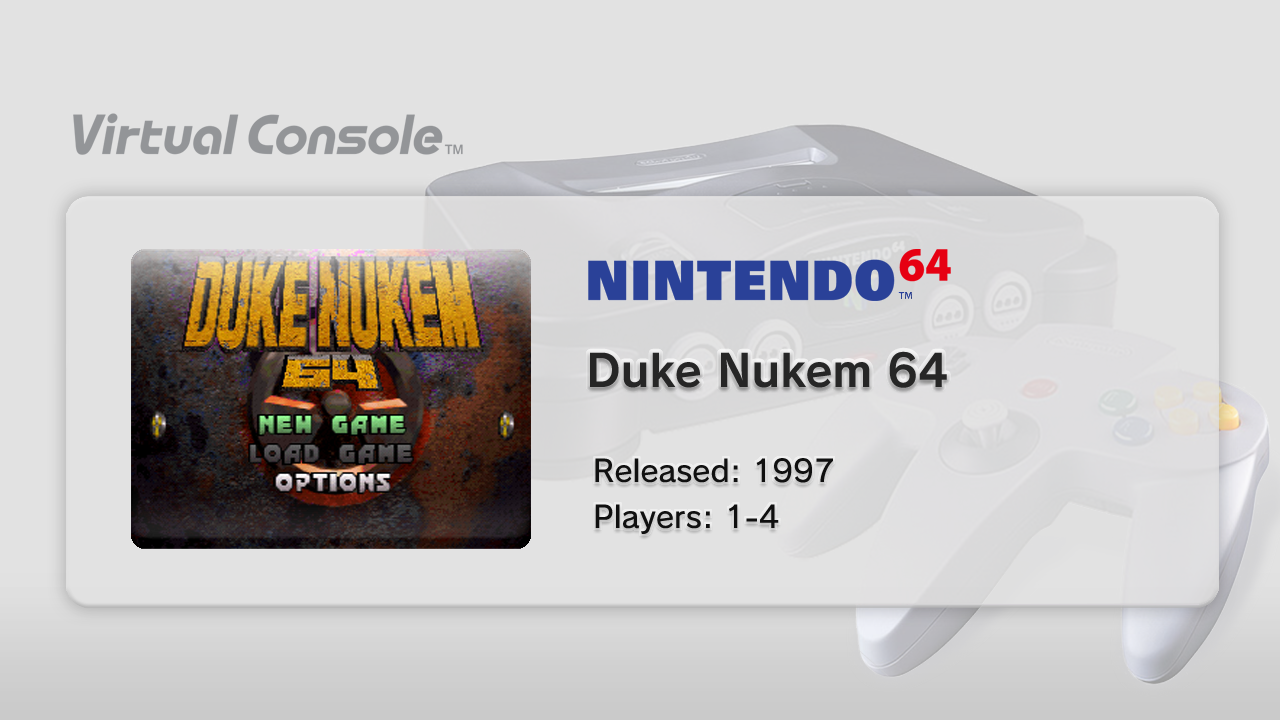 Virtual Console™
NINTENDO64™
DUKE NUKEM
64
NEW GAME
LOAD GAME
OPTIONS
Duke Nukem 64
Released: 1997
Players: 1-4